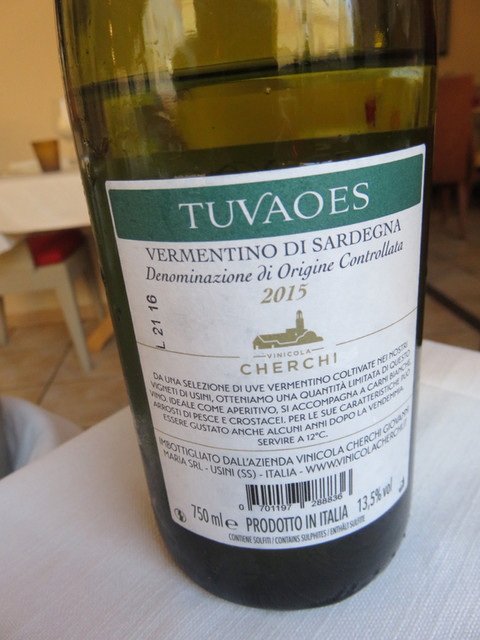 TUVAOES
VERMENTINO DI SARDEGNA
Denominazione di Origine Controllata
2015
L 21 16
VINICOLA
CHERCHI
DA UNA SELEZIONE DI UVE VERMENTINO COLTIVATE NEI NOSTRI
VIGNETI DI USINI, OTTENIAMO UNA QUANTITÀ LIMITATA DI QUESTO
VINO. IDEALE COME APERITIVO, SI ACCOMPAGNA A CARNI BIANCHE,
ARROSTI DI PESCE E CROSTACEI. PER LE SUE CARATTERISTICHE PUÒ
ESSERE GUSTATO ANCHE ALCUNI ANNI DOPO LA VENDEMMIA.
SERVIRE A 12°C.
IMBOTTIGLIATO DALL'AZIENDA VINICOLA CHERCHI GIOVANNI
MARIA SRL - USINI (SS) - ITALIA - WWW.VINICOLACHERCHI.IT
0 701197 288836
750 ml e PRODOTTO IN ITALIA 13,5% vol
CONTIENE SOLFITI / CONTAINS SULPHITES / ENTHÄLT SULFITE